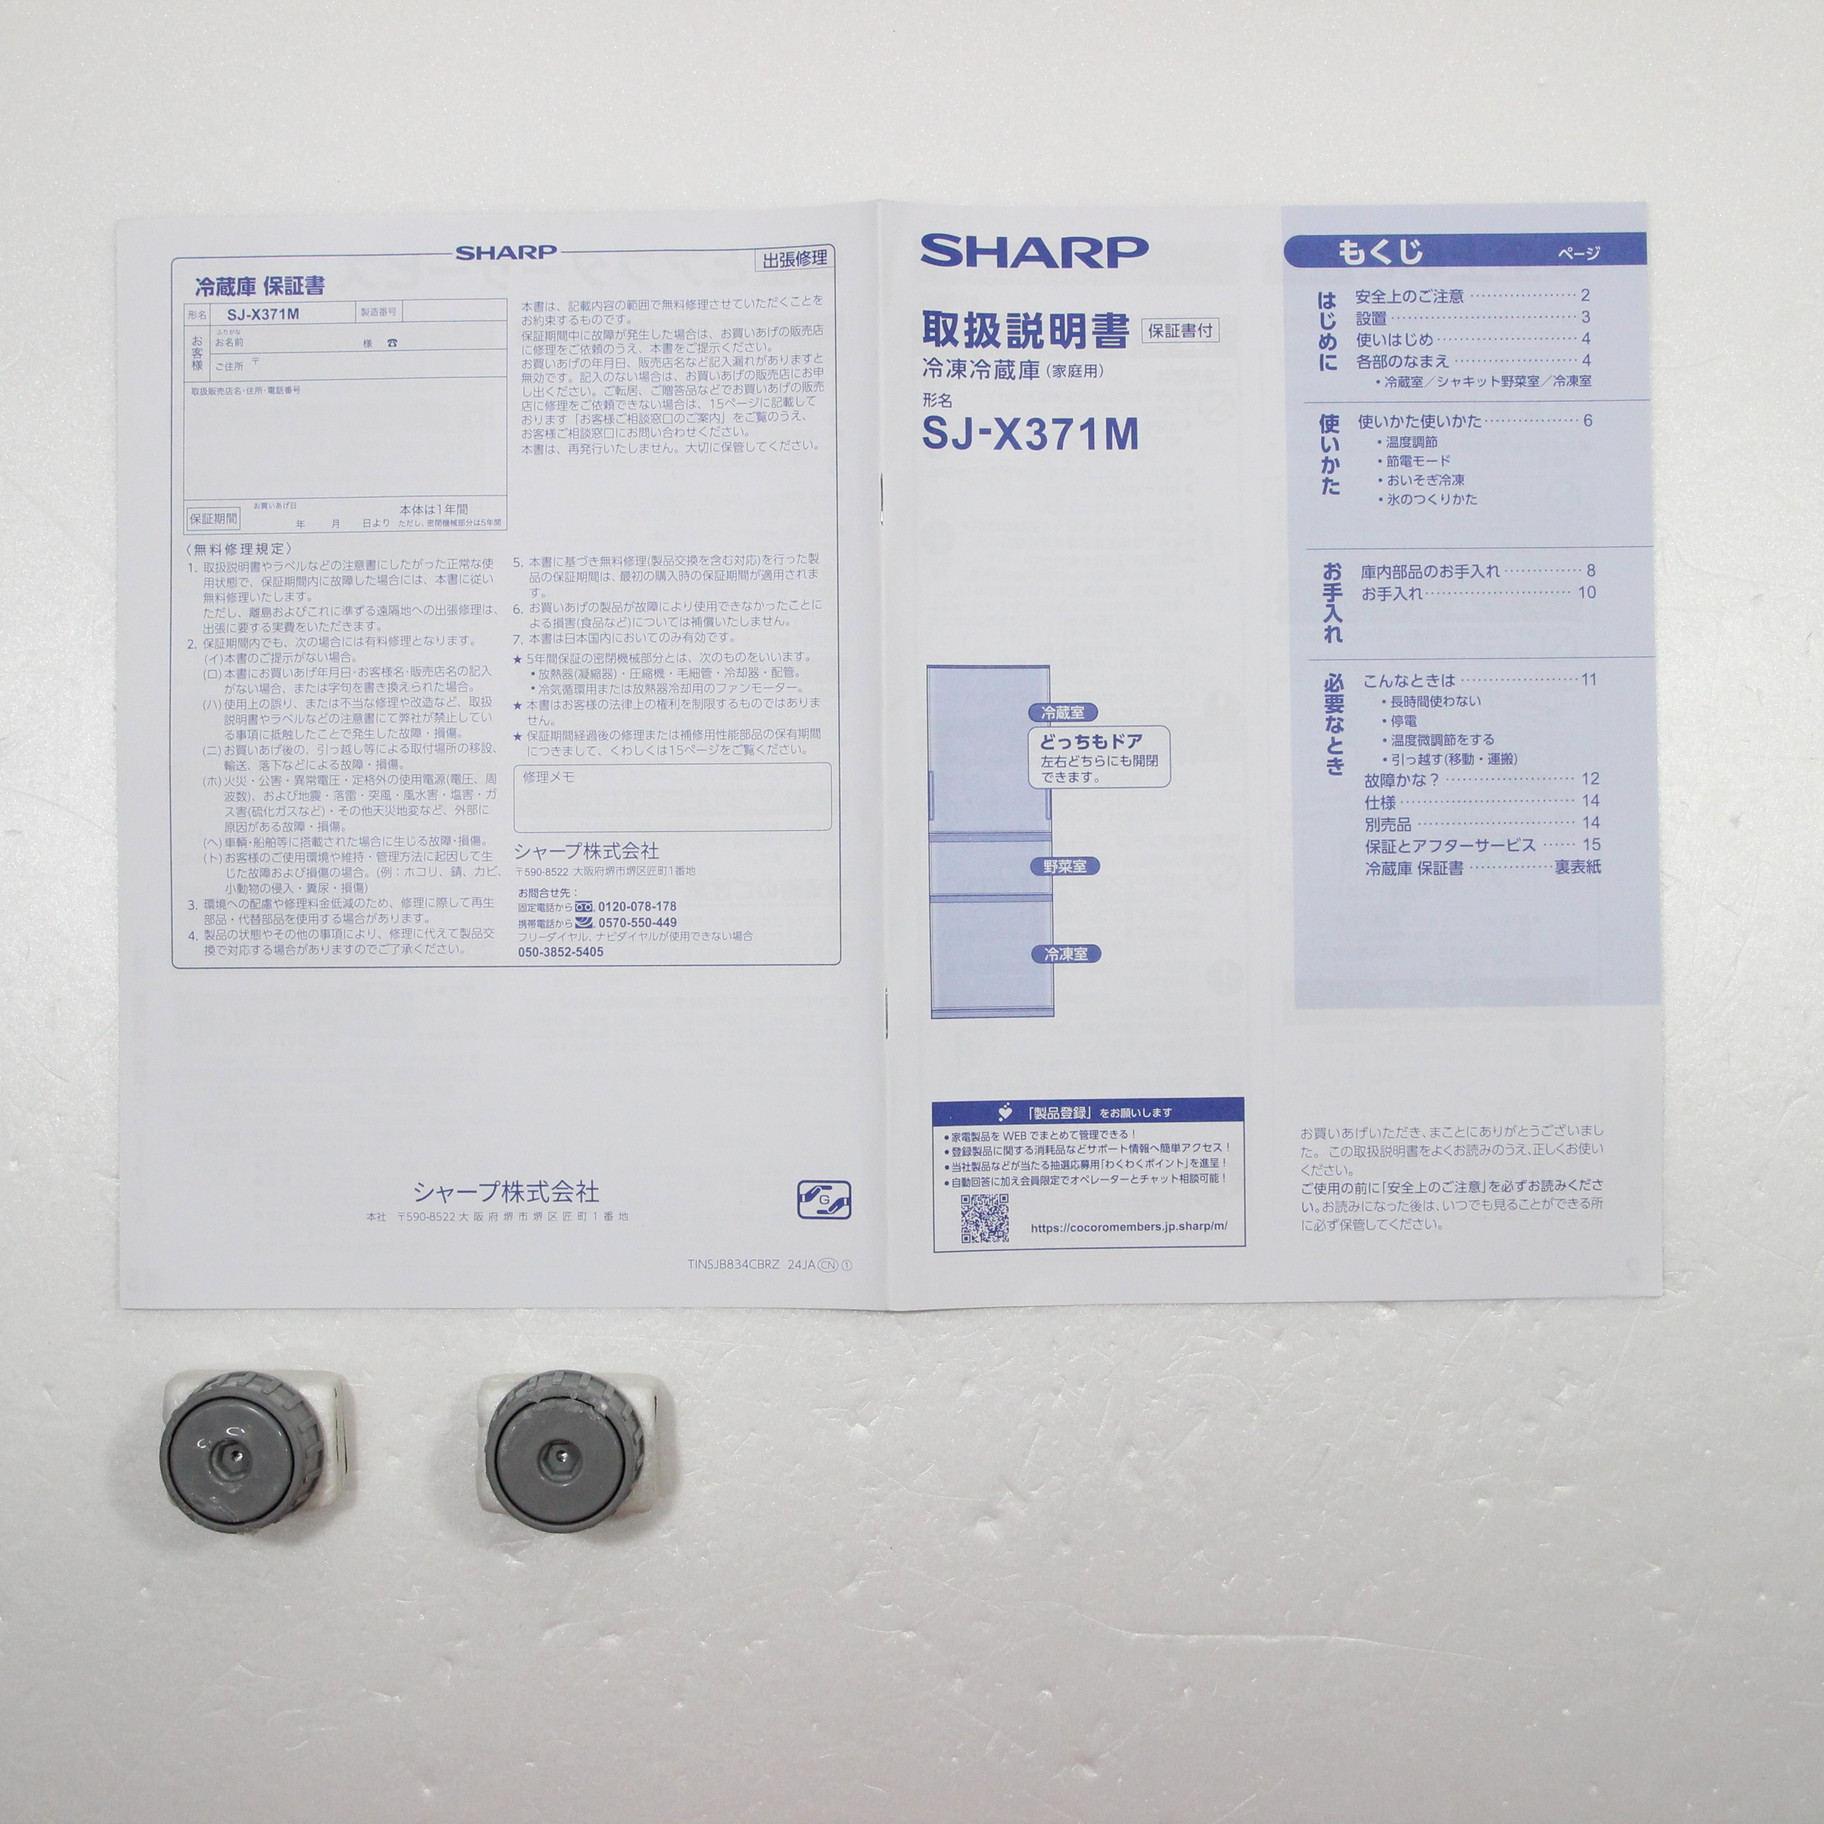 SHARP
出張修理
冷蔵庫 保証書
形名 SJ-X371M 製造番号
ふりがな
お客様
お名前 様 ☎
ご住所 〒
取扱販売店名・住所・電話番号
お買いあげ日
保証期間 年 月 日より
本体は1年間
ただし、密閉機械部分は5年間
本書は、記載内容の範囲で無料修理させていただくことを
お約束するものです。
保証期間中に故障が発生した場合は、お買いあげの販売店
に修理をご依頼のうえ、本書をご提示ください。
お買いあげの年月日、販売店名など記入漏れがありますと
無効です。記入のない場合は、お買いあげの販売店にお申
し出ください。ご転居、ご贈答品などでお買いあげの販売
店に修理をご依頼できない場合は、15ページに記載して
おります「お客様ご相談窓口のご案内」をご覧のうえ、
お客様ご相談窓口にお問い合わせください。
本書は、再発行いたしません。大切に保管してください。
〈無料修理規定〉
1. 取扱説明書やラベルなどの注意書にしたがった正常な使
用状態で、保証期間内に故障した場合には、本書に従い
無料修理いたします。
ただし、離島およびこれに準ずる遠隔地への出張修理は、
出張に要する実費をいただきます。
2. 保証期間内でも、次の場合には有料修理となります。
(イ)本書のご提示がない場合。
(ロ)本書にお買いあげ年月日・お客様名・販売店名の記入
がない場合、または字句を書き換えられた場合。
(ハ)使用上の誤り、または不当な修理や改造など、取扱
説明書やラベルなどの注意書にて弊社が禁止してい
る事項に抵触したことで発生した故障・損傷。
(ニ)お買いあげ後の、引っ越し等による取付場所の移設、
輸送、落下などによる故障・損傷。
(ホ)火災・公害・異常電圧・定格外の使用電源(電圧、周
波数)、および地震・落雷・突風・風水害・塩害・ガ
ス害(硫化ガスなど)・その他天災地変など、外部に
原因がある故障・損傷。
(ヘ)車輌・船舶等に搭載された場合に生じる故障・損傷。
(ト)お客様のご使用環境や維持・管理方法に起因して生
じた故障および損傷の場合。(例：ホコリ、錆、カビ、
小動物の侵入・糞尿・損傷)
3. 環境への配慮や修理料金低減のため、修理に際して再生
部品・代替部品を使用する場合があります。
4. 製品の状態やその他の事項により、修理に代えて製品交
換で対応する場合がありますのでご了承ください。
5. 本書に基づき無料修理(製品交換を含む対応)を行った製
品の保証期間は、最初の購入時の保証期間が適用されま
す。
6. お買いあげの製品が故障により使用できなかったことに
よる損害(食品など)については補償いたしません。
7. 本書は日本国内においてのみ有効です。
★ 5年間保証の密閉機械部分とは、次のものをいいます。
・放熱器(凝縮器)・圧縮機・毛細管・冷却器・配管。
・冷気循環用または放熱器冷却用のファンモーター。
★ 本書はお客様の法律上の権利を制限するものではありま
せん。
★ 保証期間経過後の修理または補修用性能部品の保有期間
につきまして、くわしくは15ページをご覧ください。
修理メモ
シャープ株式会社
〒590-8522 大阪府堺市堺区匠町1番地
お問合せ先：
固定電話から 0120-078-178
携帯電話から 0570-550-449
フリーダイヤル、ナビダイヤルが使用できない場合
050-3852-5405
シャープ株式会社
本社 〒590-8522 大阪府堺市堺区匠町1番地
G
TINSJB834CBRZ 24JA CN ①
SHARP
取扱説明書 保証書付
冷凍冷蔵庫（家庭用）
形名
SJ-X371M
冷蔵室
どっちもドア
左右どちらにも開閉
できます。
野菜室
冷凍室
「製品登録」をお願いします
●家電製品を WEB でまとめて管理できる！
●登録製品に関する消耗品などサポート情報へ簡単アクセス！
●当社製品などが当たる抽選応募用「わくわくポイント」を進呈！
●自動回答に加え会員限定でオペレーターとチャット相談可能！
https://cocoromembers.jp.sharp/m/
もくじ ページ
はじめに
安全上のご注意 2
設置 3
使いはじめ 4
各部のなまえ 4
・冷蔵室／シャキット野菜室／冷凍室
使いかた
使いかた使いかた 6
・温度調節
・節電モード
・おいそぎ冷凍
・氷のつくりかた
お手入れ
庫内部品のお手入れ 8
お手入れ 10
必要なとき
こんなときは 11
・長時間使わない
・停電
・温度微調節をする
・引っ越す(移動・運搬)
故障かな？ 12
仕様 14
別売品 14
保証とアフターサービス 15
冷蔵庫 保証書 裏表紙
お買いあげいただき、まことにありがとうございまし
た。この取扱説明書をよくお読みのうえ、正しくお使い
ください。
ご使用の前に「安全上のご注意」を必ずお読みくださ
い。お読みになった後は、いつでも見ることができる所
に必ず保管してください。